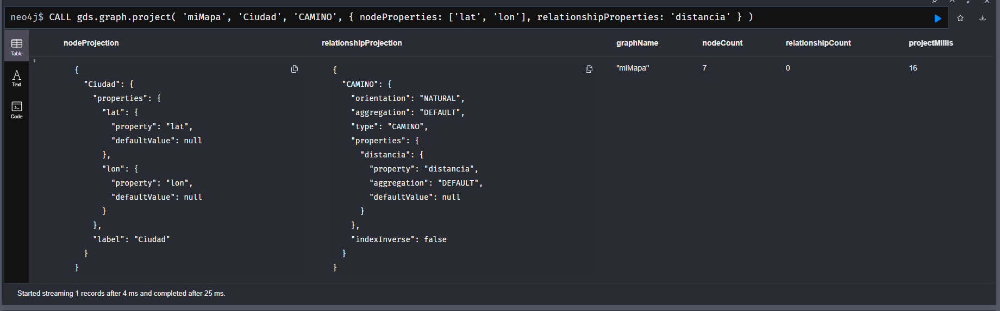 neo4j$ CALL gds.graph.project( 'miMapa', 'Ciudad', 'CAMINO', { nodeProperties: ['lat', 'lon'], relationshipProperties: 'distancia' } )
Table
Text
Code
nodeProjection relationshipProjection graphName nodeCount relationshipCount projectMillis
1
{
"Ciudad": {
"properties": {
"lat": {
"property": "lat",
"defaultValue": null
},
"lon": {
"property": "lon",
"defaultValue": null
}
},
"label": "Ciudad"
}
}
{
"CAMINO": {
"orientation": "NATURAL",
"aggregation": "DEFAULT",
"type": "CAMINO",
"properties": {
"distancia": {
"property": "distancia",
"aggregation": "DEFAULT",
"defaultValue": null
}
},
"indexInverse": false
}
}
"miMapa" 7 0 16
Started streaming 1 records after 4 ms and completed after 25 ms.